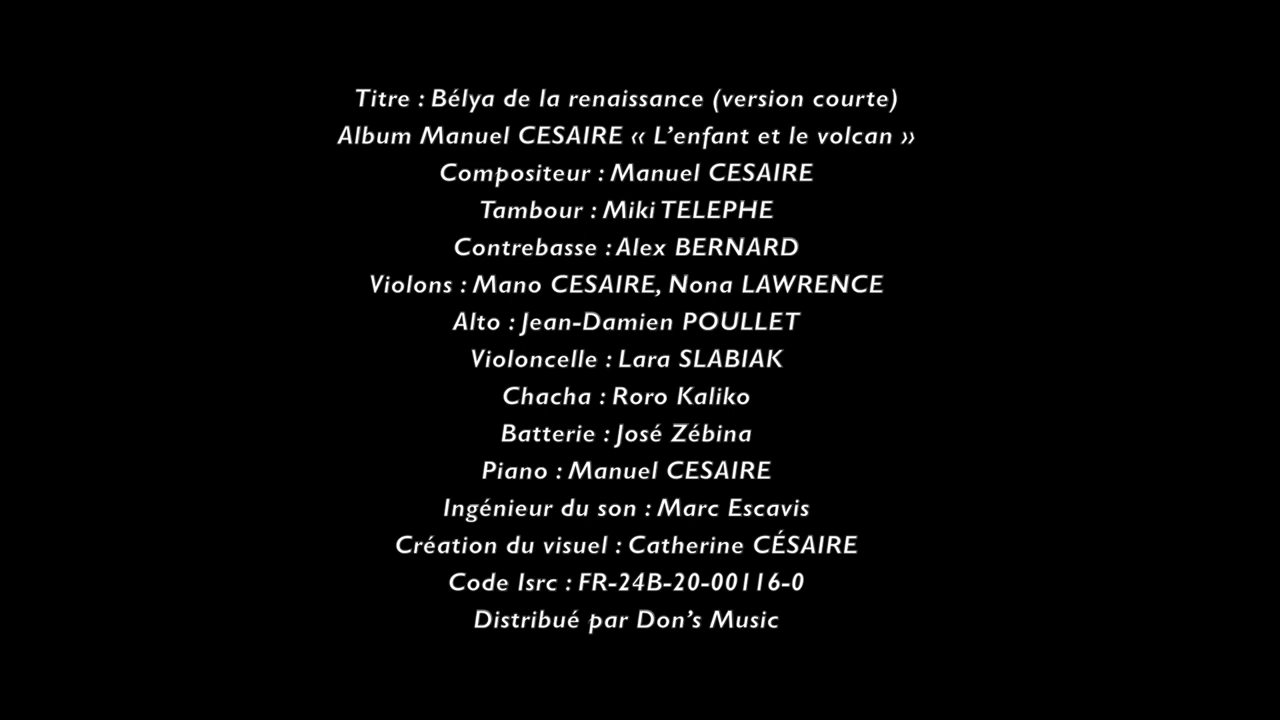 Titre : Bélya de la renaissance (version courte)
Album Manuel CESAIRE « L’enfant et le volcan »
Compositeur : Manuel CESAIRE
Tambour : Miki TELEPHE
Contrebasse : Alex BERNARD
Violons : Mano CESAIRE, Nona LAWRENCE
Alto : Jean-Damien POULLET
Violoncelle : Lara SLABIAK
Chacha : Roro Kaliko
Batterie : José Zébina
Piano : Manuel CESAIRE
Ingénieur du son : Marc Escavis
Création du visuel : Catherine CÉSAIRE
Code Isrc : FR-24B-20-00116-0
Distribué par Don’s Music